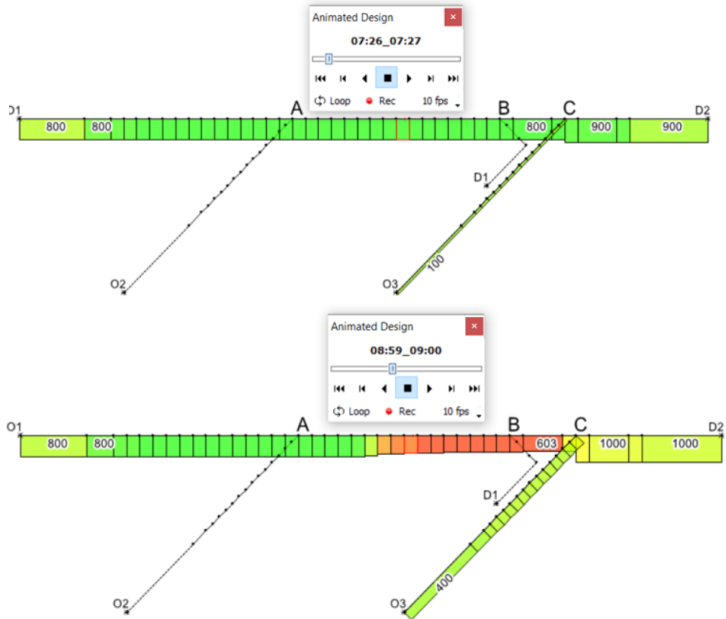 Animated Design
07:26_07:27
Loop Rec 10 fps
A B C
O1 D2
800 800 800 900 900
D1
O2 O3 100
Animated Design
08:59_09:00
Loop Rec 10 fps
A B C
O1 D2
800 800 603 1000 1000
D1
O2 O3 400